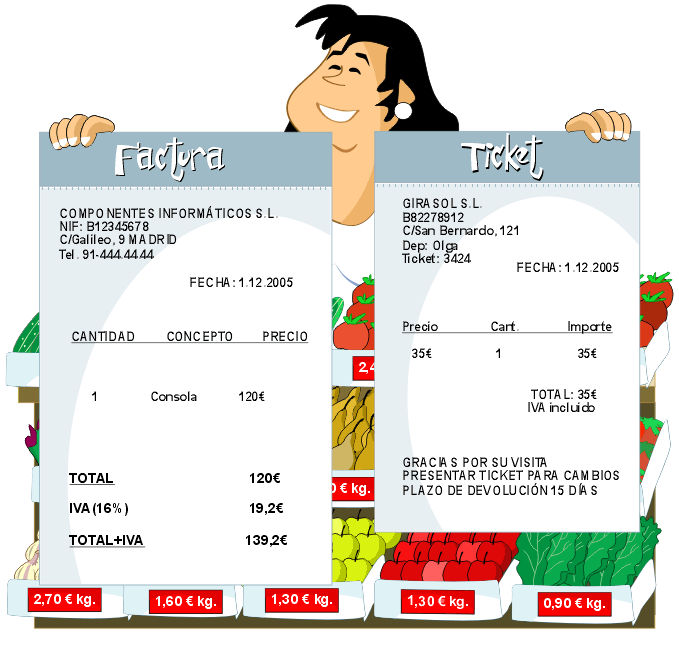 Factura
COMPONENTES INFORMÁTICOS S.L.
NIF: B12345678
C/Galileo, 9 MADRID
Tel. 91-444.44.44
FECHA: 1.12.2005
CANTIDAD CONCEPTO PRECIO
1 Consola 120€
TOTAL 120€
IVA (16%) 19,2€
TOTAL+IVA 139,2€
Ticket
GIRASOL S.L.
B82278912
C/San Bernardo, 121
Dep: Olga
Ticket: 3424
FECHA: 1.12.2005
Precio Cant. Importe
35€ 1 35€
TOTAL: 35€
IVA incluido
GRACIAS POR SU VISITA
PRESENTAR TICKET PARA CAMBIOS
PLAZO DE DEVOLUCIÓN 15 DÍAS
0 € kg.
2,70 € kg. 1,60 € kg. 1,30 € kg. 1,30 € kg. 0,90 € kg.